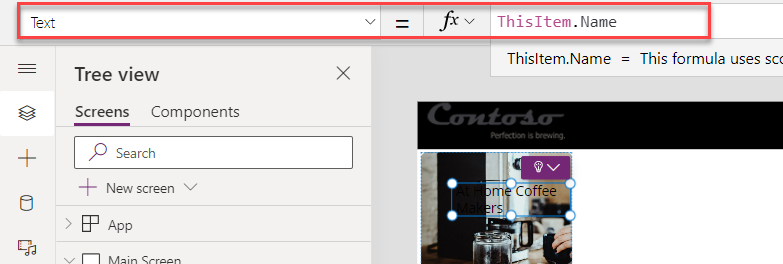 Text = fx ThisItem.Name
ThisItem.Name = This formula uses sco
Tree view
Screens Components
Search
New screen
App
Main Screen
Contoso
Perfection is brewing.
At Home Coffee
Makers